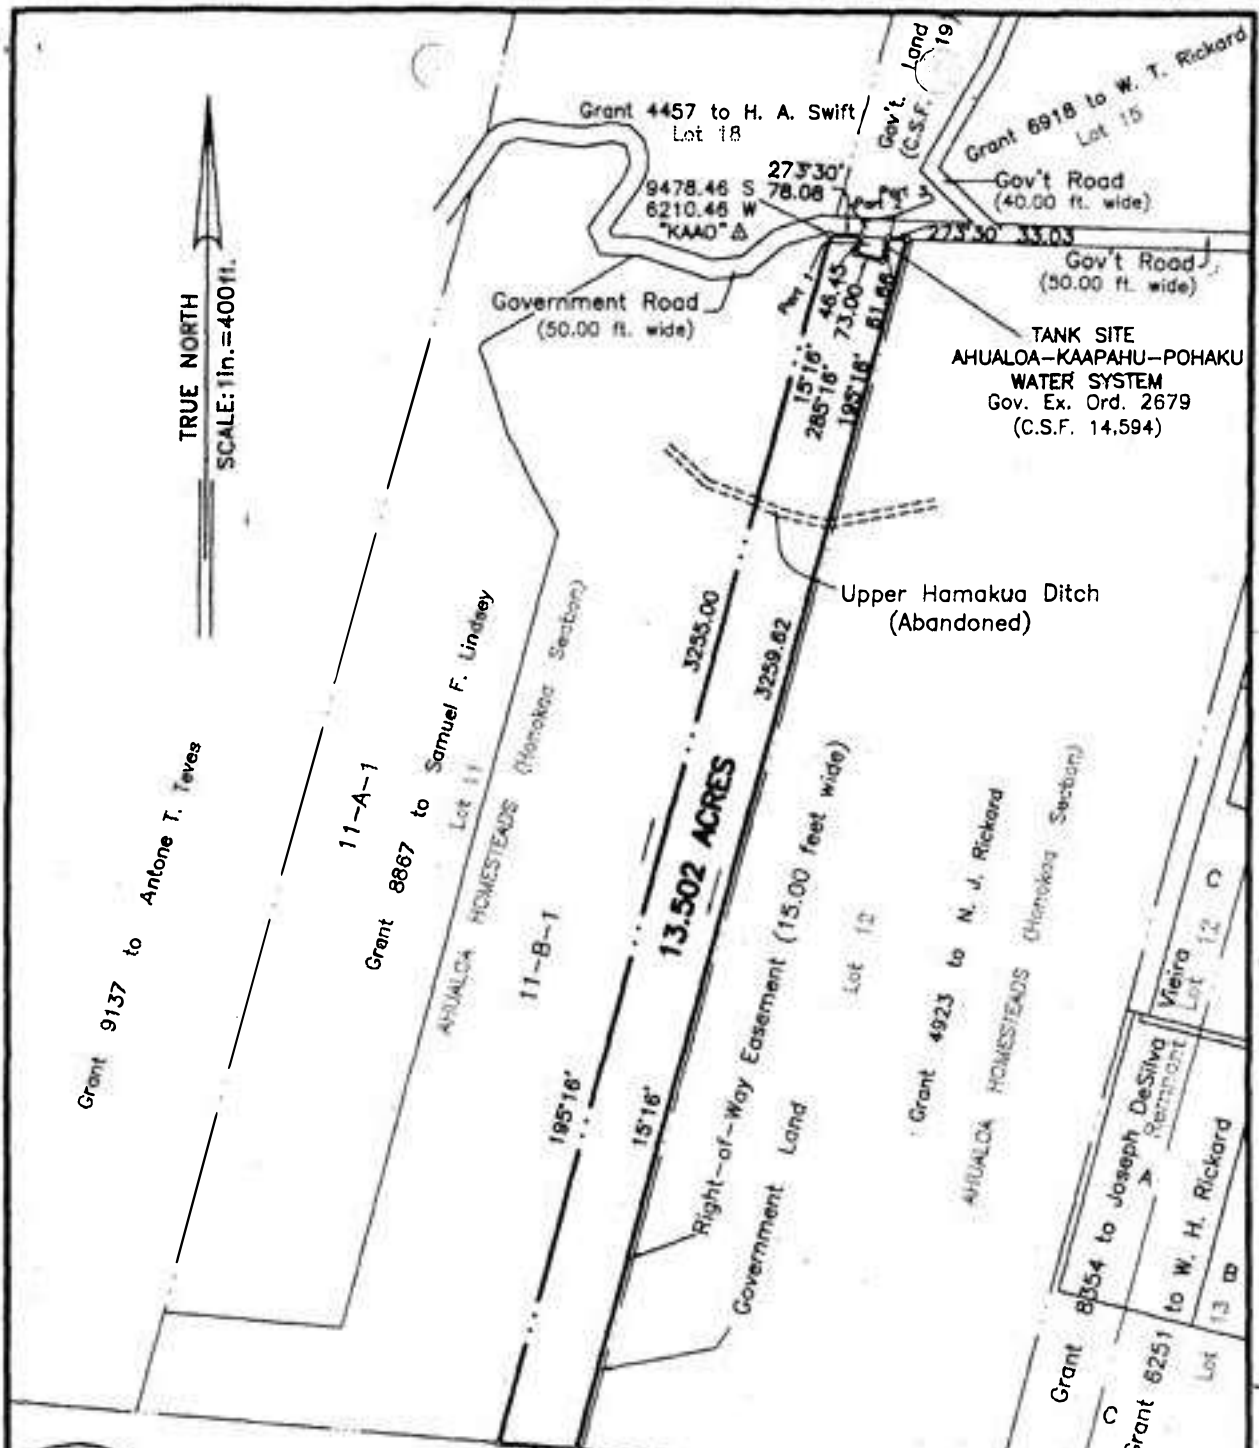 Grant 4457 to H. A. Swift
Lot 18
Gov't. Land
(C.S.F. 19)
Grant 6918 to W. T. Rickard
Lot 15
Gov't Road
(40.00 ft. wide)
273°30'
78.08
9478.46 S
6210.46 W
"KAAO"
Part 2
Part 3
273°30' 33.03
Gov't Road
(50.00 ft. wide)
Government Road
(50.00 ft. wide)
Part 1
46.45
73.00
81.66
15°16'
285°16'
195°16'
TANK SITE
AHUALOA-KAAPAHU-POHAKU
WATER SYSTEM
Gov. Ex. Ord. 2679
(C.S.F. 14,594)
TRUE NORTH
SCALE: 1in.=400ft.
Upper Hamakua Ditch
(Abandoned)
3255.00
3259.62
13.502 ACRES
Grant 9137 to Antone T. Teves
11-A-1
Grant 8867 to Samuel F. Lindsey
Lot 11
AHUALOA HOMESTEADS (Honokaa Section)
11-B-1
195°16'
15°16'
Right-of-Way Easement (15.00 feet wide)
Government Land
Lot 12
Grant 4923 to N. J. Rickard
AHUALOA HOMESTEADS (Honokaa Section)
Vieira
Lot 12 C
Grant 8354 to Joseph DeSilva
Remnant A
Grant 6251 to W. H. Rickard
Lot 13 B
C